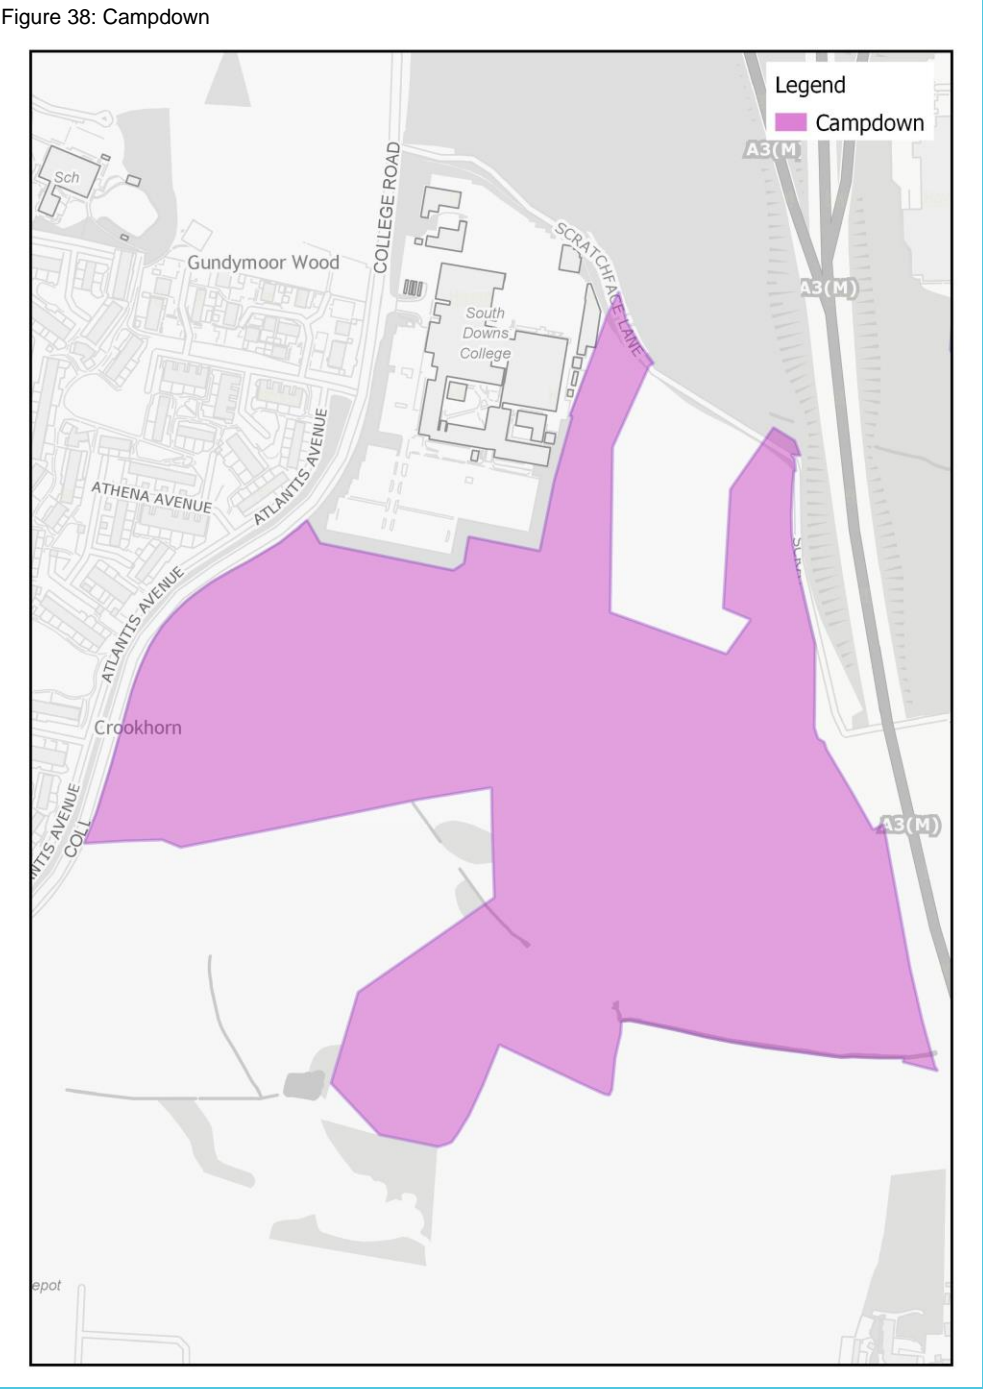 Figure 38: Campdown
Legend
Campdown
A3(M)
Sch
COLLEGE ROAD
SCRATCHFACE LANE
Gundymoor Wood
A3(M)
South
Downs
College
ATLANTIS AVENUE
ATHENA AVENUE
ATLANTIS AVENUE
Crookhorn
A3(M)
NTIS AVENUE
COLL
epot